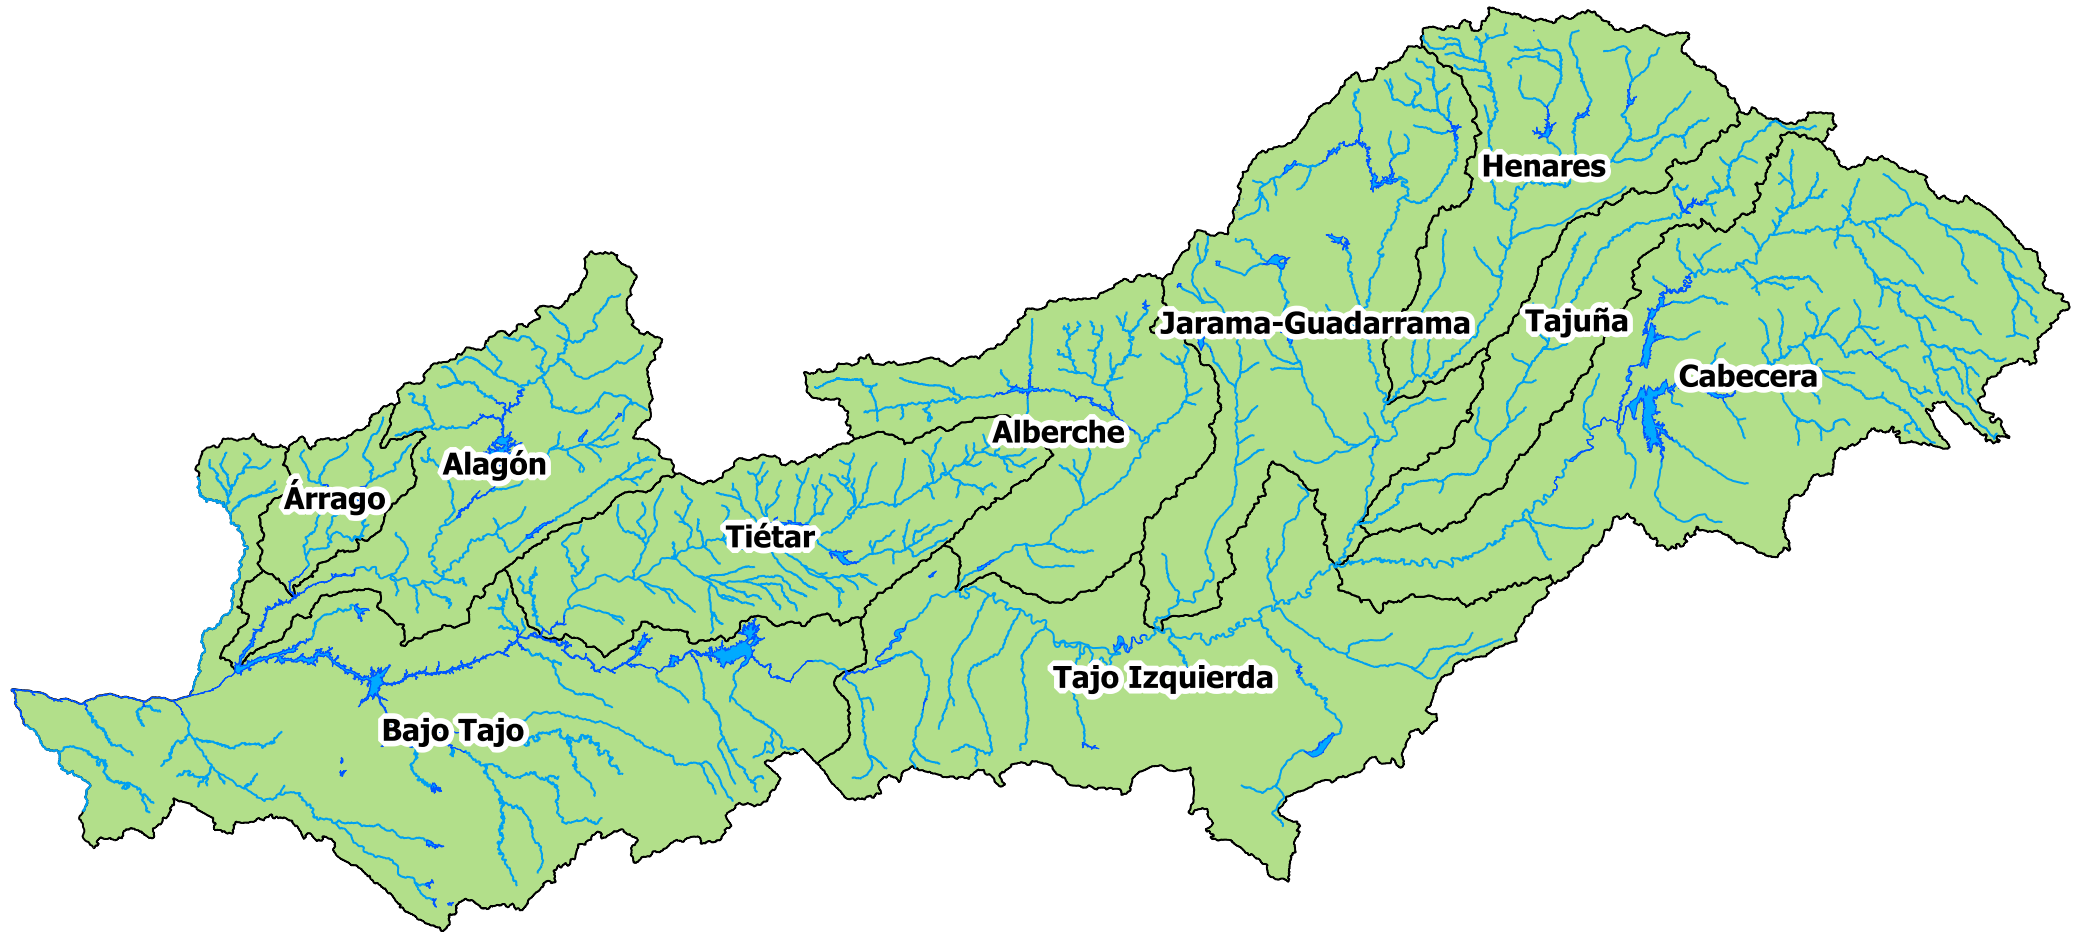 Henares
Jarama-Guadarrama
Tajuña
Cabecera
Alberche
Alagón
Árrago
Tiétar
Tajo Izquierda
Bajo Tajo